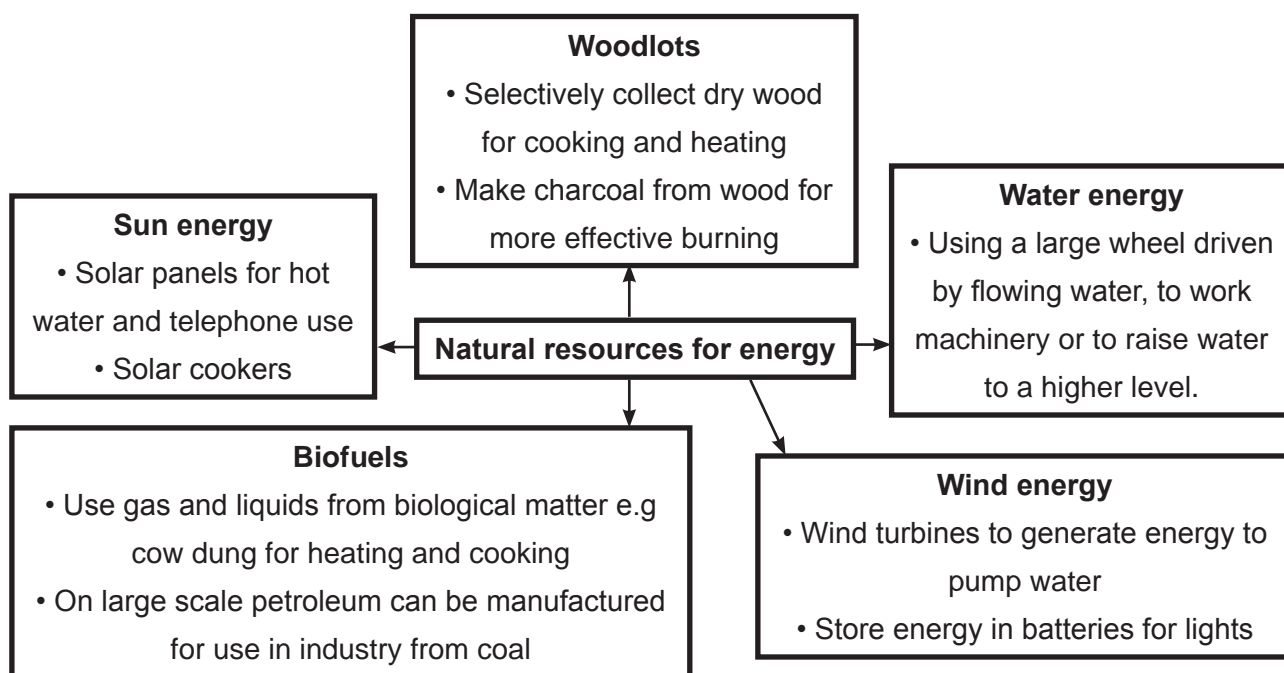 Woodlots
• Selectively collect dry wood
for cooking and heating
• Make charcoal from wood for
more effective burning
Sun energy
• Solar panels for hot
water and telephone use
• Solar cookers
Natural resources for energy
Water energy
• Using a large wheel driven
by flowing water, to work
machinery or to raise water
to a higher level.
Biofuels
• Use gas and liquids from biological matter e.g
cow dung for heating and cooking
• On large scale petroleum can be manufactured
for use in industry from coal
Wind energy
• Wind turbines to generate energy to
pump water
• Store energy in batteries for lights